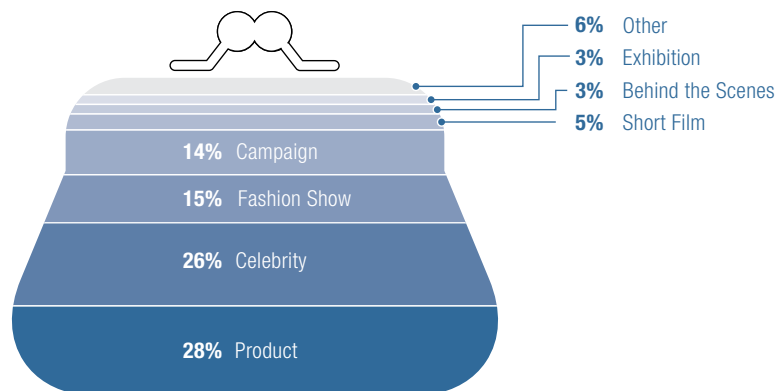 6% Other
3% Exhibition
3% Behind the Scenes
5% Short Film
14% Campaign
15% Fashion Show
26% Celebrity
28% Product